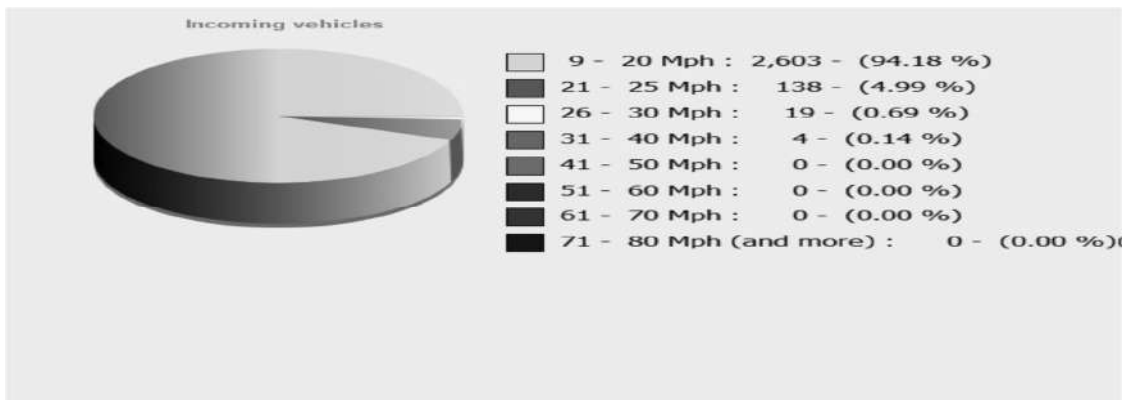 Incoming vehicles
9 - 20 Mph : 2,603 - (94.18 %)
21 - 25 Mph : 138 - (4.99 %)
26 - 30 Mph : 19 - (0.69 %)
31 - 40 Mph : 4 - (0.14 %)
41 - 50 Mph : 0 - (0.00 %)
51 - 60 Mph : 0 - (0.00 %)
61 - 70 Mph : 0 - (0.00 %)
71 - 80 Mph (and more) : 0 - (0.00 %)